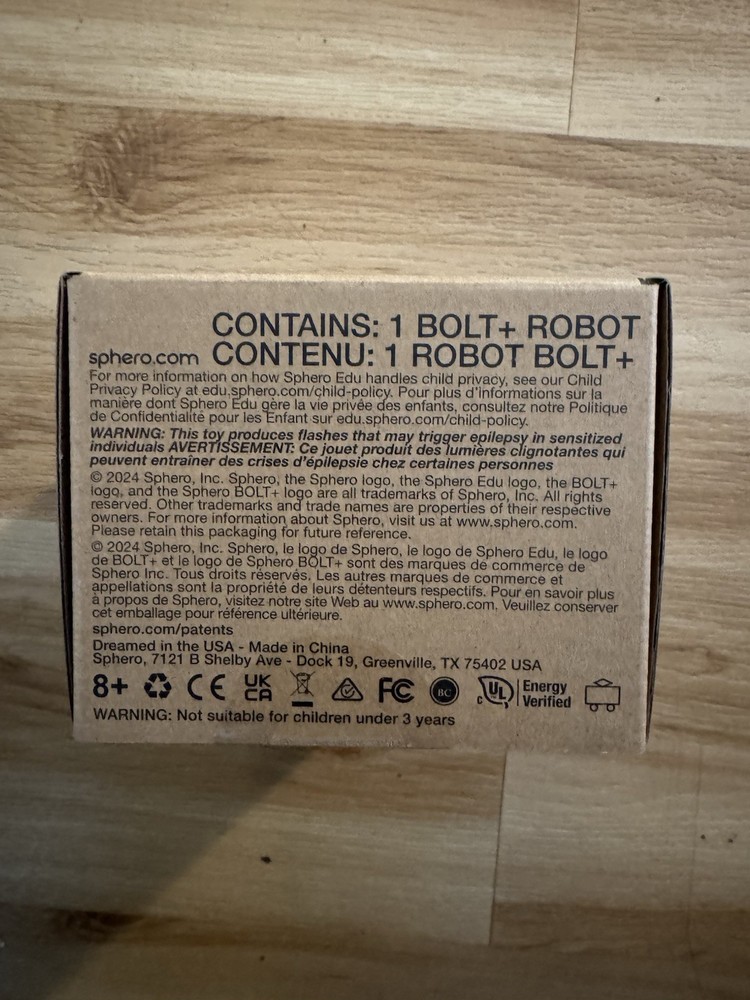 CONTAINS: 1 BOLT+ ROBOT
sphero.com CONTENU: 1 ROBOT BOLT+
For more information on how Sphero Edu handles child privacy, see our Child
Privacy Policy at edu.sphero.com/child-policy. Pour plus d'informations sur la
manière dont Sphero Edu gère la vie privée des enfants, consultez notre Politique
de Confidentialité pour les Enfant sur edu.sphero.com/child-policy.
WARNING: This toy produces flashes that may trigger epilepsy in sensitized
individuals AVERTISSEMENT: Ce jouet produit des lumières clignotantes qui
peuvent entraîner des crises d'épilepsie chez certaines personnes
© 2024 Sphero, Inc. Sphero, the Sphero logo, the Sphero Edu logo, the BOLT+
logo, and the Sphero BOLT+ logo are all trademarks of Sphero, Inc. All rights
reserved. Other trademarks and trade names are properties of their respective
owners. For more information about Sphero, visit us at www.sphero.com.
Please retain this packaging for future reference.
© 2024 Sphero, Inc. Sphero, le logo de Sphero, le logo de Sphero Edu, le logo
de BOLT+ et le logo de Sphero BOLT+ sont des marques de commerce de
Sphero Inc. Tous droits réservés. Les autres marques de commerce et
appellations sont la propriété de leurs détenteurs respectifs. Pour en savoir plus
à propos de Sphero, visitez notre site Web au www.sphero.com. Veuillez conserver
cet emballage pour référence ultérieure.
sphero.com/patents
Dreamed in the USA - Made in China
Sphero, 7121 B Shelby Ave - Dock 19, Greenville, TX 75402 USA
8+ CE UK CA FC BC c UL Energy Verified
WARNING: Not suitable for children under 3 years